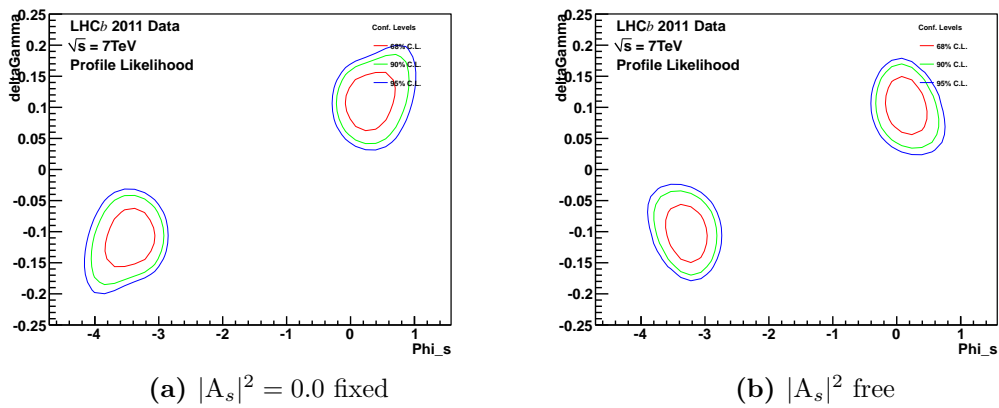 LHCb 2011 Data
√s = 7TeV
Profile Likelihood
Conf. Levels
68% C.L.
90% C.L.
95% C.L.
deltaGamma
0.25
0.2
0.15
0.1
0.05
0
-0.05
-0.1
-0.15
-0.2
-0.25
-4 -3 -2 -1 0 1
Phi_s
(a) |A_s|² = 0.0 fixed
LHCb 2011 Data
√s = 7TeV
Profile Likelihood
Conf. Levels
68% C.L.
90% C.L.
95% C.L.
deltaGamma
0.25
0.2
0.15
0.1
0.05
0
-0.05
-0.1
-0.15
-0.2
-0.25
-4 -3 -2 -1 0 1
Phi_s
(b) |A_s|² free